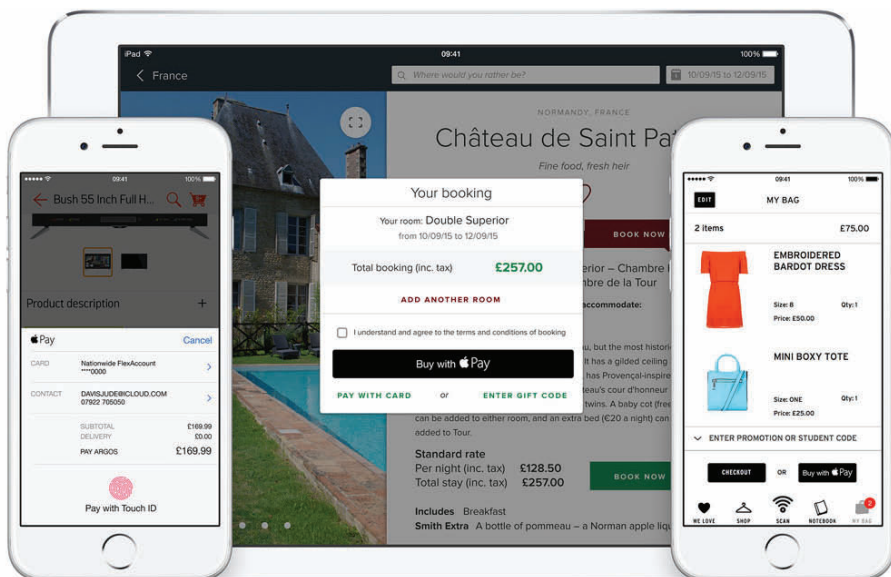 iPad
09:41
100%
France
Where would you rather be?
10/09/15 to 12/09/15
NORMANDY, FRANCE
Château de Saint Pat
Fine food, fresh heir
BOOK NOW
erior – Chambre
mbre de la Tour
ccommodate:
u, but the most histori
It has a gilded ceiling
has Provençal-inspire
teau's cour d'honneur
twins. A baby cot (free
can be added to either room, and an extra bed (€20 a night) can
added to Tour.
Standard rate
Per night (inc. tax) £128.50
Total stay (inc. tax) £257.00
BOOK NOW
Includes Breakfast
Smith Extra A bottle of pommeau – a Norman apple liqu
Your booking
Your room: Double Superior
from 10/09/15 to 12/09/15
Total booking (inc. tax) £257.00
ADD ANOTHER ROOM
I understand and agree to the terms and conditions of booking
Buy with Pay
PAY WITH CARD or ENTER GIFT CODE
09:41
100%
Bush 55 Inch Full H...
Product description +
Pay Cancel
CARD Nationwide FlexAccount
****0000
CONTACT DAVISJUDE@ICLOUD.COM
07922 705050
SUBTOTAL £169.99
DELIVERY £0.00
PAY ARGOS £169.99
Pay with Touch ID
09:41
100%
EDIT MY BAG
2 items £75.00
EMBROIDERED
BARDOT DRESS
Size: 8 Qty: 1
Price: £50.00
MINI BOXY TOTE
Size: ONE Qty: 1
Price: £25.00
ENTER PROMOTION OR STUDENT CODE
CHECKOUT OR Buy with Pay
2
WE LOVE SHOP SCAN NOTEBOOK MY BAG